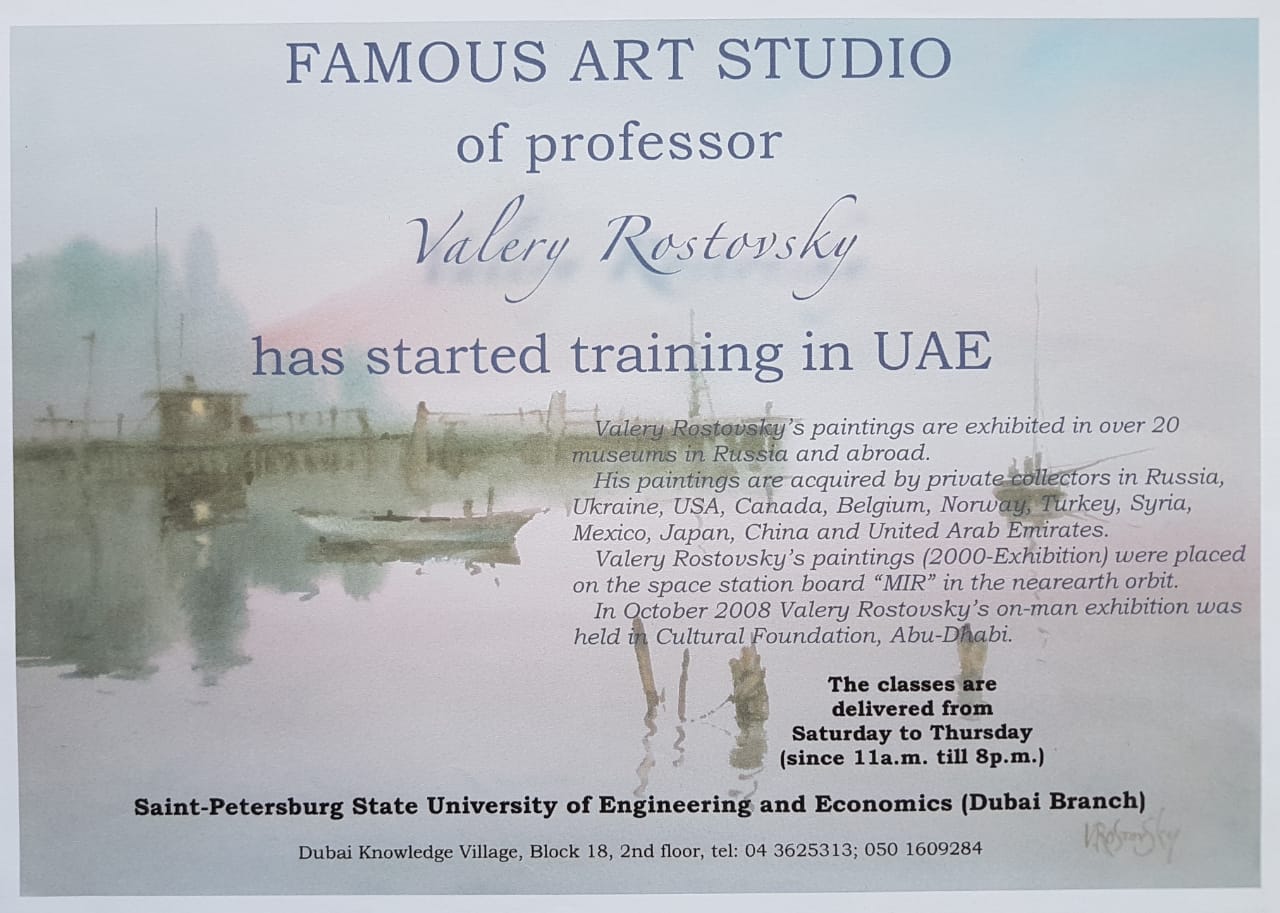 FAMOUS ART STUDIO
of professor
Valery Rostovsky
has started training in UAE
Valery Rostovsky's paintings are exhibited in over 20
museums in Russia and abroad.
His paintings are acquired by private collectors in Russia,
Ukraine, USA, Canada, Belgium, Norway, Turkey, Syria,
Mexico, Japan, China and United Arab Emirates.
Valery Rostovsky's paintings (2000-Exhibition) were placed
on the space station board “MIR” in the nearearth orbit.
In October 2008 Valery Rostovsky's on-man exhibition was
held in Cultural Foundation, Abu-Dhabi.
The classes are
delivered from
Saturday to Thursday
(since 11a.m. till 8p.m.)
Saint-Petersburg State University of Engineering and Economics (Dubai Branch)
VRostovSky
Dubai Knowledge Village, Block 18, 2nd floor, tel: 04 3625313; 050 1609284